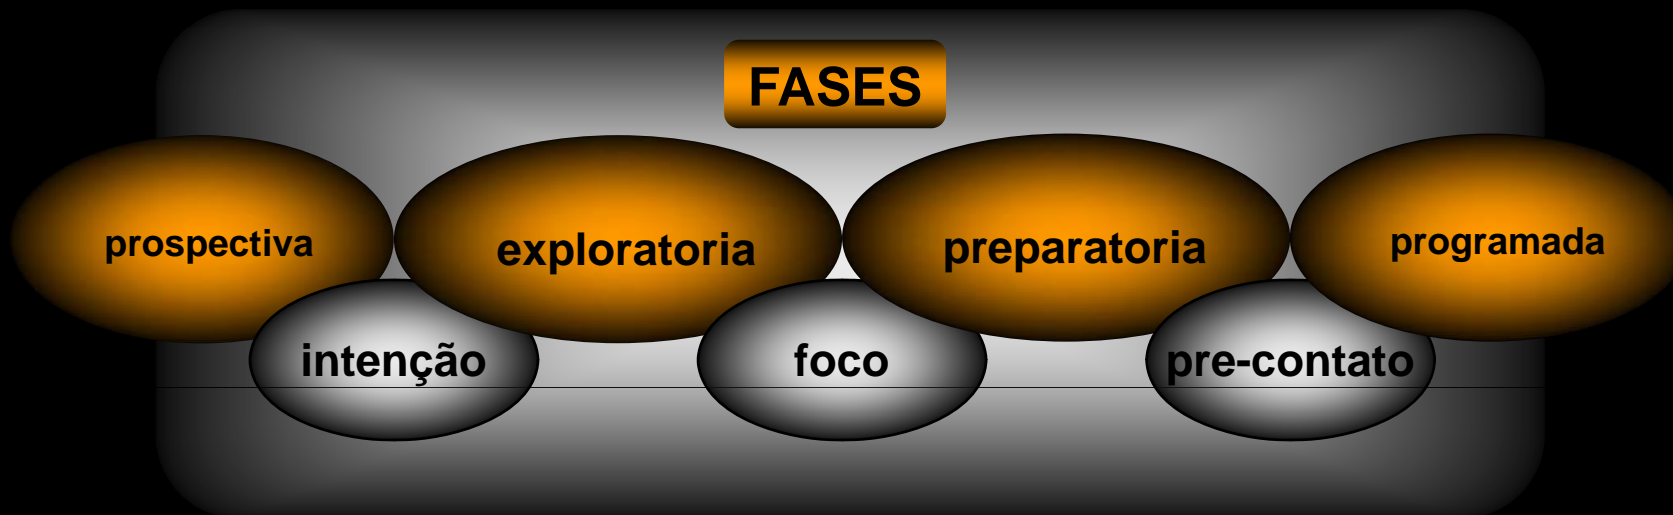 FASES
prospectiva
exploratoria
preparatoria
programada
intenção
foco
pre-contato